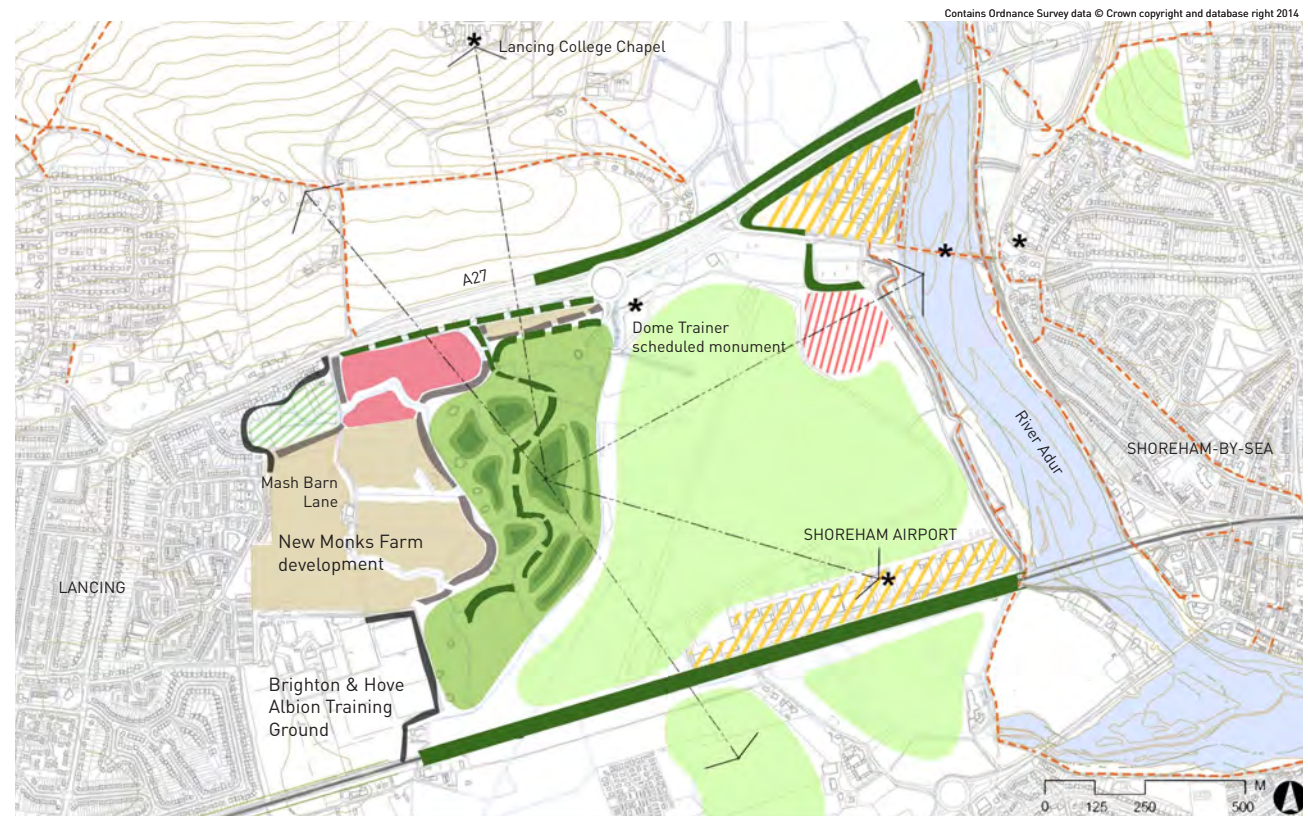 Contains Ordnance Survey data © Crown copyright and database right 2014
Lancing College Chapel
A27
Dome Trainer
scheduled monument
River Adur
SHOREHAM-BY-SEA
Mash Barn
Lane
New Monks Farm
development
SHOREHAM AIRPORT
LANCING
Brighton & Hove
Albion Training
Ground
M
0 125 250 500